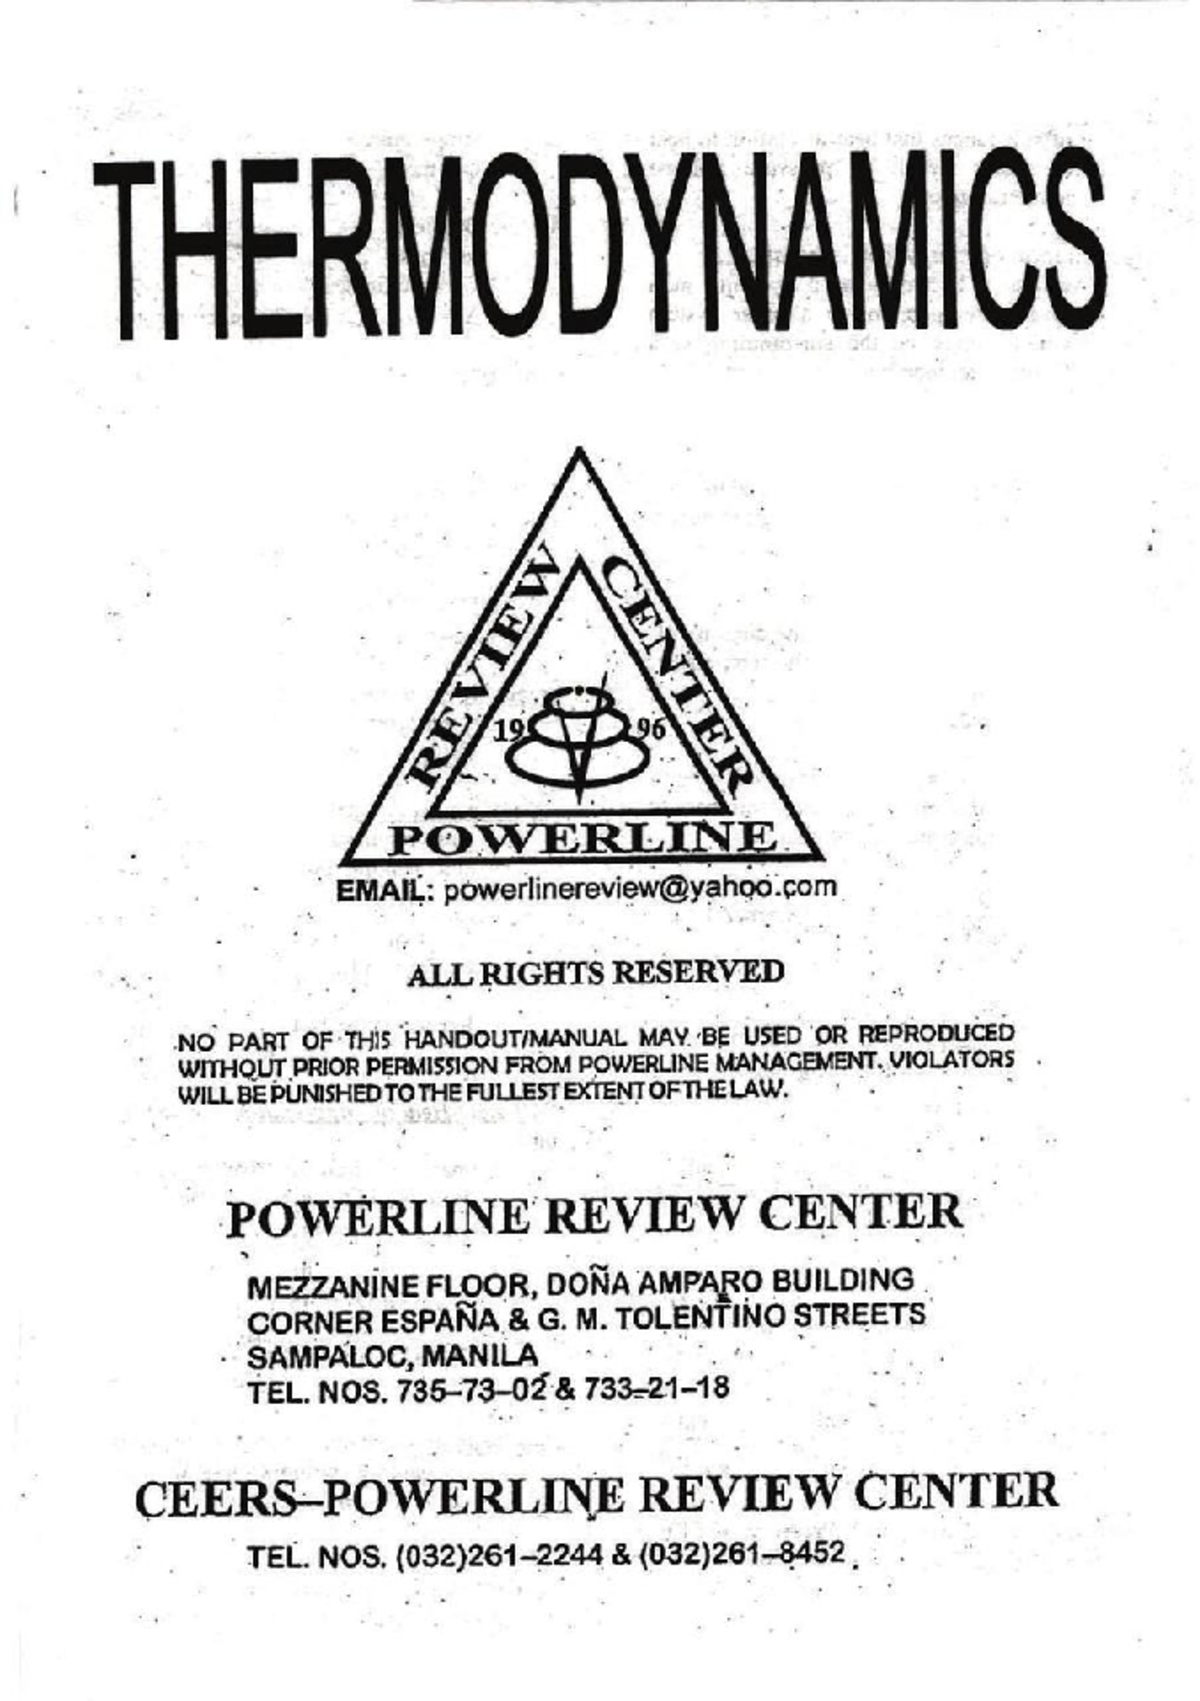 THERMODYNAMICS
REVIEW CENTER
19 96
POWERLINE
EMAIL: powerlinereview@yahoo.com
ALL RIGHTS RESERVED
NO PART OF THIS HANDOUT/MANUAL MAY BE USED OR REPRODUCED
WITHOUT PRIOR PERMISSION FROM POWERLINE MANAGEMENT. VIOLATORS
WILL BE PUNISHED TO THE FULLEST EXTENT OF THE LAW.
POWERLINE REVIEW CENTER
MEZZANINE FLOOR, DOÑA AMPARO BUILDING
CORNER ESPAÑA & G. M. TOLENTINO STREETS
SAMPALOC, MANILA
TEL. NOS. 735–73–02 & 733–21–18
CEERS–POWERLINE REVIEW CENTER
TEL. NOS. (032)261–2244 & (032)261–8452